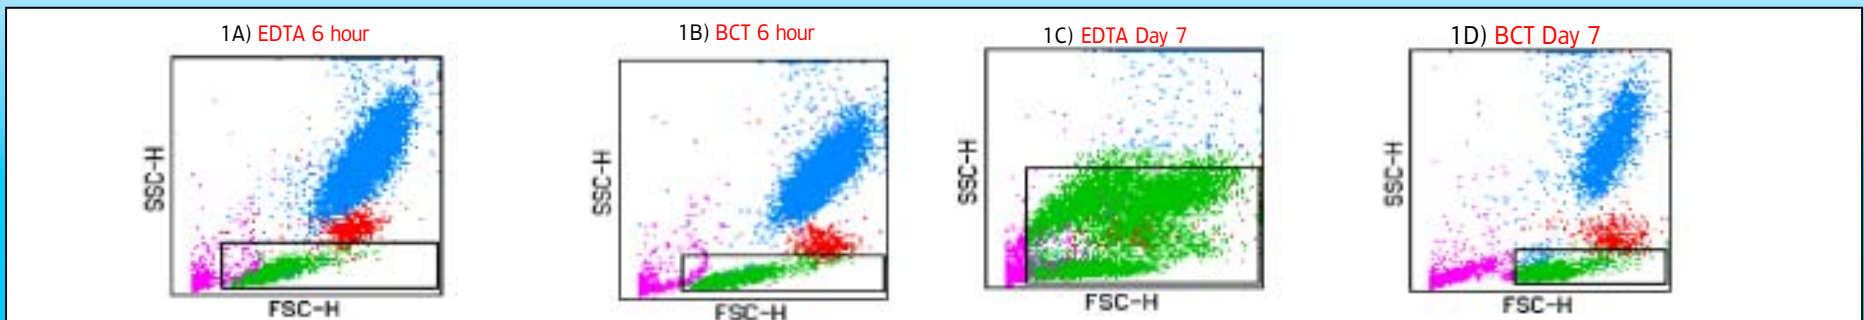 1A) EDTA 6 hour
1B) BCT 6 hour
1C) EDTA Day 7
1D) BCT Day 7
SSC-H
SSC-H
SSC-H
SSC-H
FSC-H
FSC-H
FSC-H
FSC-H